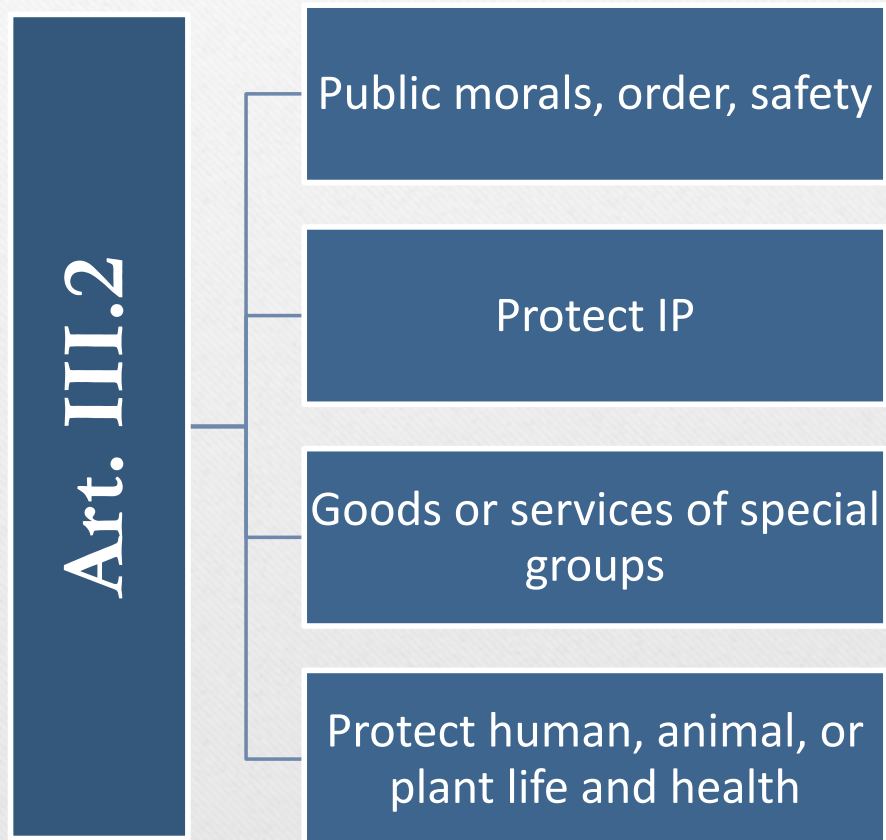 Art. III.2
Public morals, order, safety
Protect IP
Goods or services of special
groups
Protect human, animal, or
plant life and health